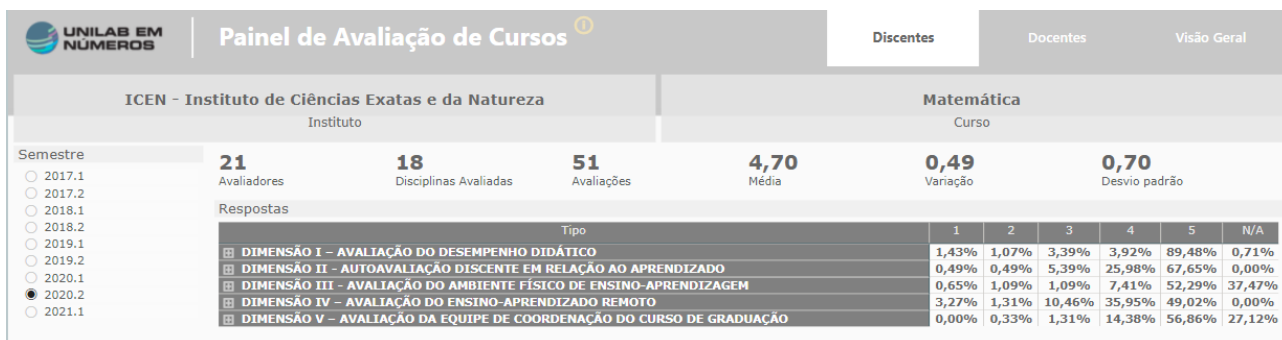 UNILAB EM
NÚMEROS
Painel de Avaliação de Cursos
Discentes
Docentes
Visão Geral
ICEN - Instituto de Ciências Exatas e da Natureza
Instituto
Matemática
Curso
Semestre
2017.1
2017.2
2018.1
2018.2
2019.1
2019.2
2020.1
2020.2
2021.1
21 18 51 4,70 0,49 0,70
Avaliadores Disciplinas Avaliadas Avaliações Média Variação Desvio padrão
Respostas
Tipo 1 2 3 4 5 N/A
DIMENSÃO I – AVALIAÇÃO DO DESEMPENHO DIDÁTICO 1,43% 1,07% 3,39% 3,92% 89,48% 0,71%
DIMENSÃO II - AUTOAVALIAÇÃO DISCENTE EM RELAÇÃO AO APRENDIZADO 0,49% 0,49% 5,39% 25,98% 67,65% 0,00%
DIMENSÃO III - AVALIAÇÃO DO AMBIENTE FÍSICO DE ENSINO-APRENDIZAGEM 0,65% 1,09% 1,09% 7,41% 52,29% 37,47%
DIMENSÃO IV – AVALIAÇÃO DO ENSINO-APRENDIZADO REMOTO 3,27% 1,31% 10,46% 35,95% 49,02% 0,00%
DIMENSÃO V – AVALIAÇÃO DA EQUIPE DE COORDENAÇÃO DO CURSO DE GRADUAÇÃO 0,00% 0,33% 1,31% 14,38% 56,86% 27,12%